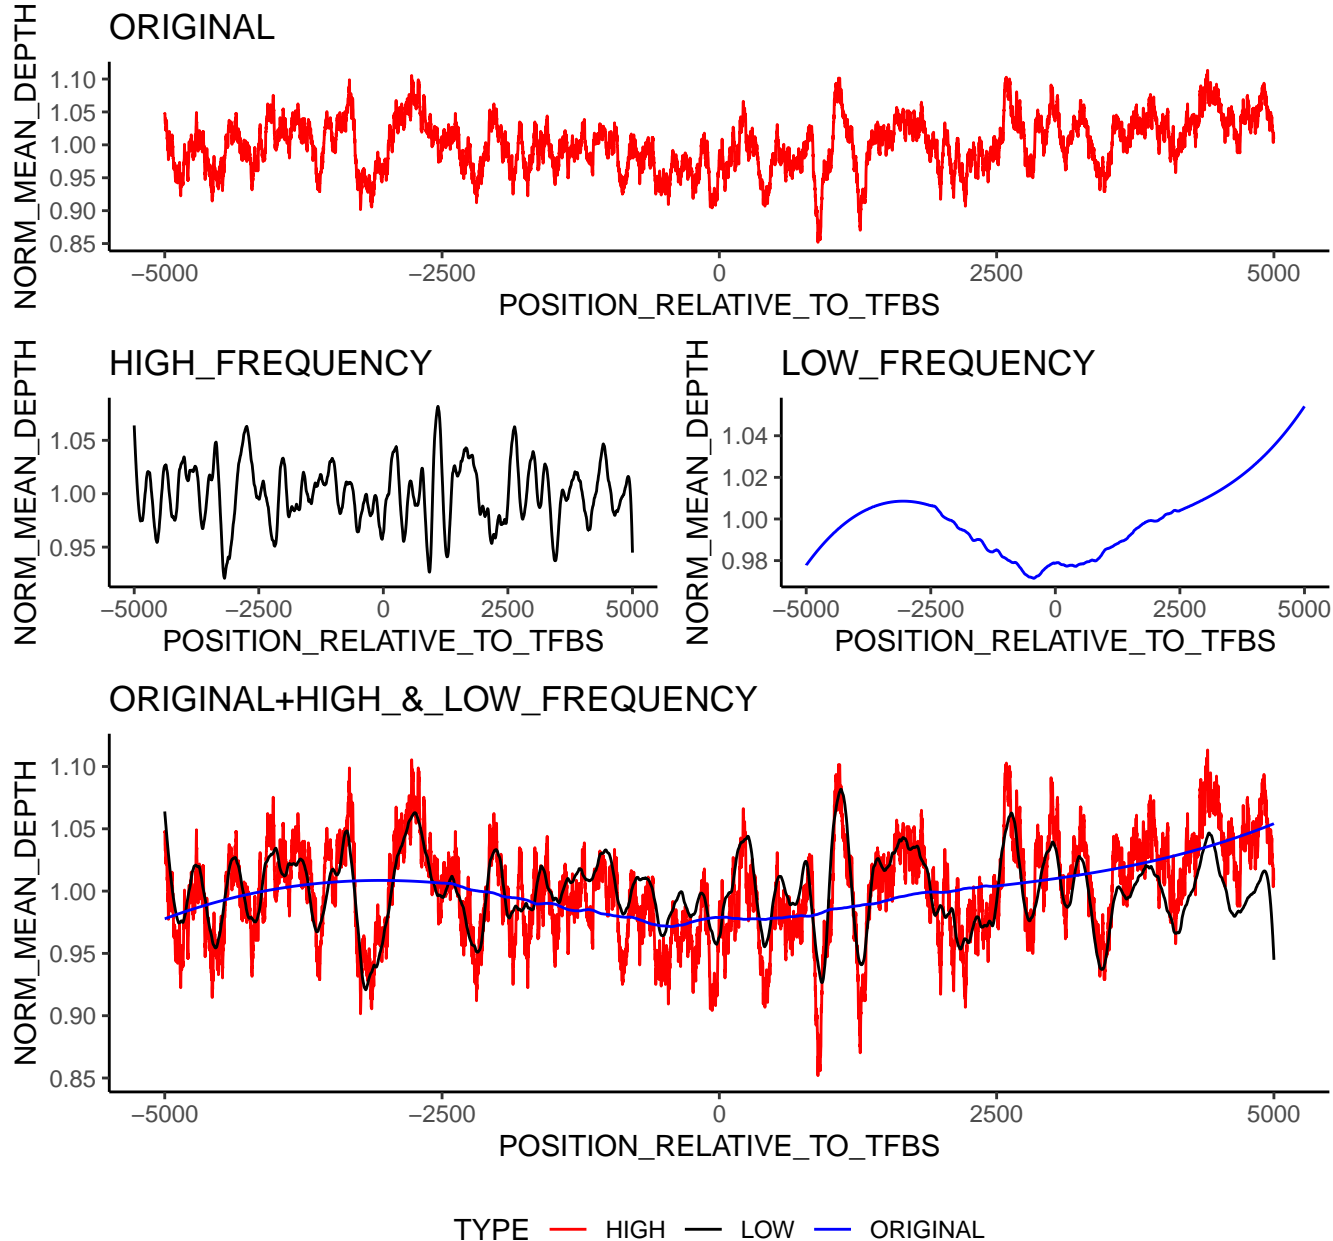 ORIGINAL
NORM_MEAN_DEPTH
1.10
1.05
1.00
0.95
0.90
0.85
−5000 −2500 0 2500 5000
POSITION_RELATIVE_TO_TFBS
HIGH_FREQUENCY
NORM_MEAN_DEPTH
1.05
1.00
0.95
−5000 −2500 0 2500 5000
POSITION_RELATIVE_TO_TFBS
LOW_FREQUENCY
NORM_MEAN_DEPTH
1.04
1.02
1.00
0.98
−5000 −2500 0 2500 5000
POSITION_RELATIVE_TO_TFBS
ORIGINAL+HIGH_&_LOW_FREQUENCY
NORM_MEAN_DEPTH
1.10
1.05
1.00
0.95
0.90
0.85
−5000 −2500 0 2500 5000
POSITION_RELATIVE_TO_TFBS
TYPE HIGH LOW ORIGINAL